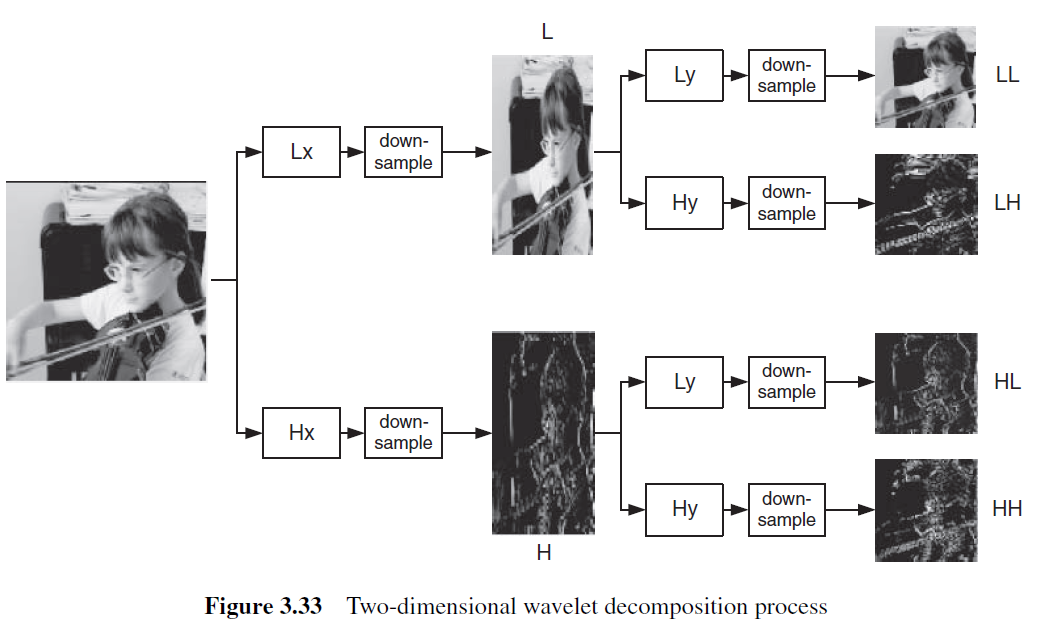 L
Lx
down-
sample
Ly
down-
sample
LL
Hy
down-
sample
LH
Hx
down-
sample
H
Ly
down-
sample
HL
Hy
down-
sample
HH
Figure 3.33 Two-dimensional wavelet decomposition process